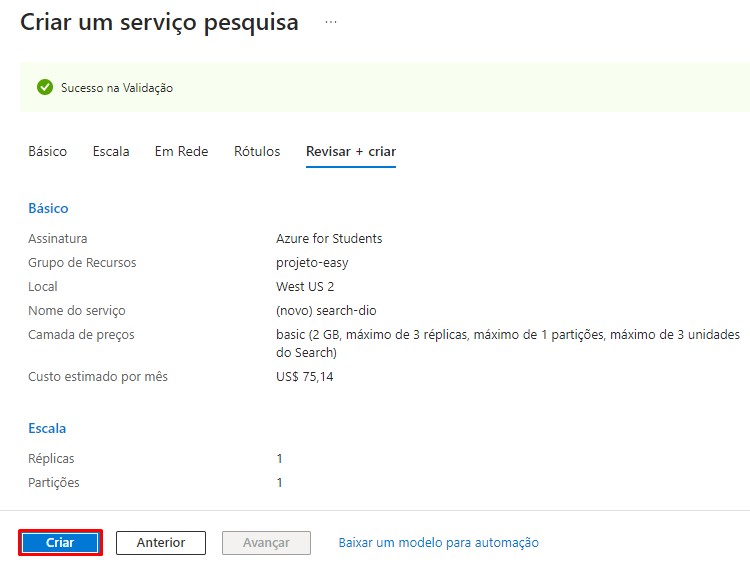 Criar um serviço pesquisa ...
Sucesso na Validação
Básico Escala Em Rede Rótulos Revisar + criar
Básico
Assinatura Azure for Students
Grupo de Recursos projeto-easy
Local West US 2
Nome do serviço (novo) search-dio
Camada de preços basic (2 GB, máximo de 3 réplicas, máximo de 1 partições, máximo de 3 unidades
do Search)
Custo estimado por mês US$ 75,14
Escala
Réplicas 1
Partições 1
Criar Anterior Avançar Baixar um modelo para automação